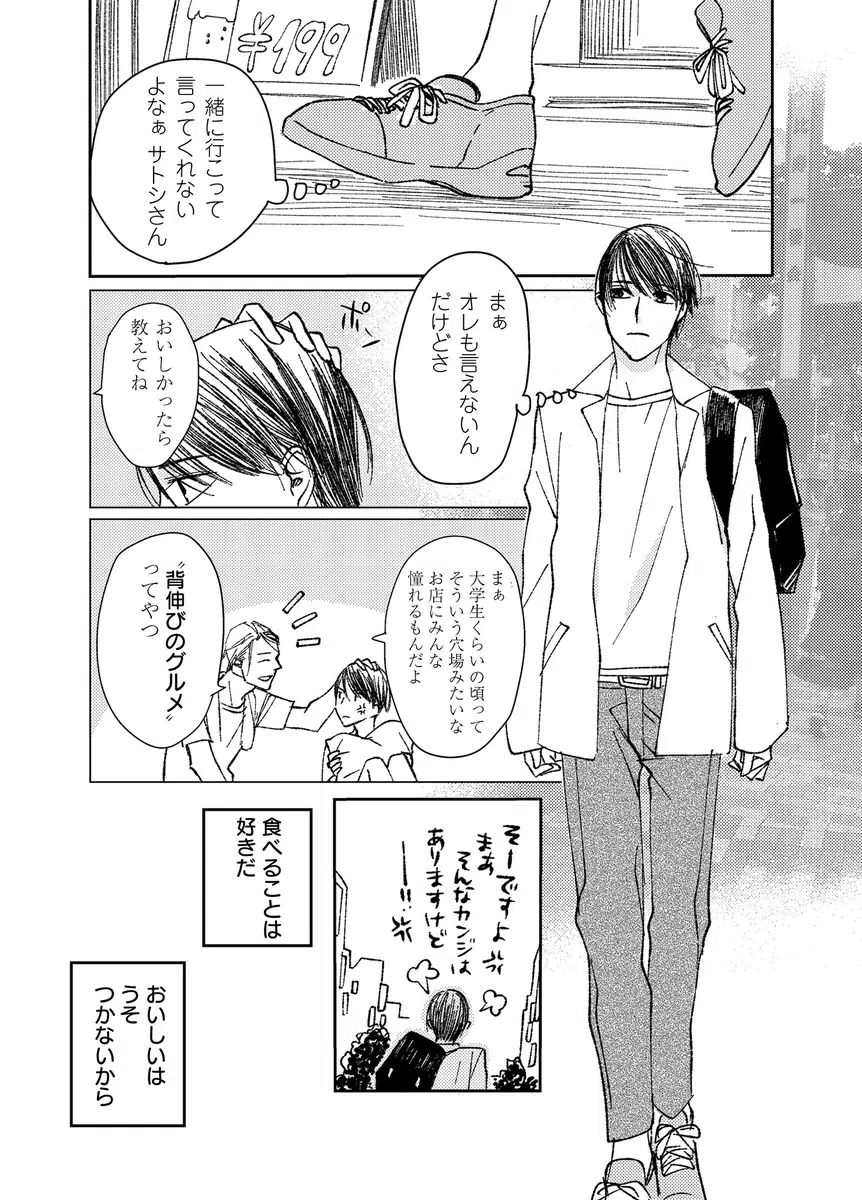 ¥199
一緒に行こって
言ってくれない
よなぁ サトシさん
まぁ
オレも言えないん
だけどさ
ポン
おいしかったら
教えてね
まぁ
大学生くらいの頃って
そういう穴場みたいな
お店にみんな
憧れるもんだよ
〝背伸びのグルメ〟
ってやつ
そーですよ
まあ
そんなカンジは
ありますけど
ーー!!
食べることは
好きだ
おいしいは
うそ
つかないから